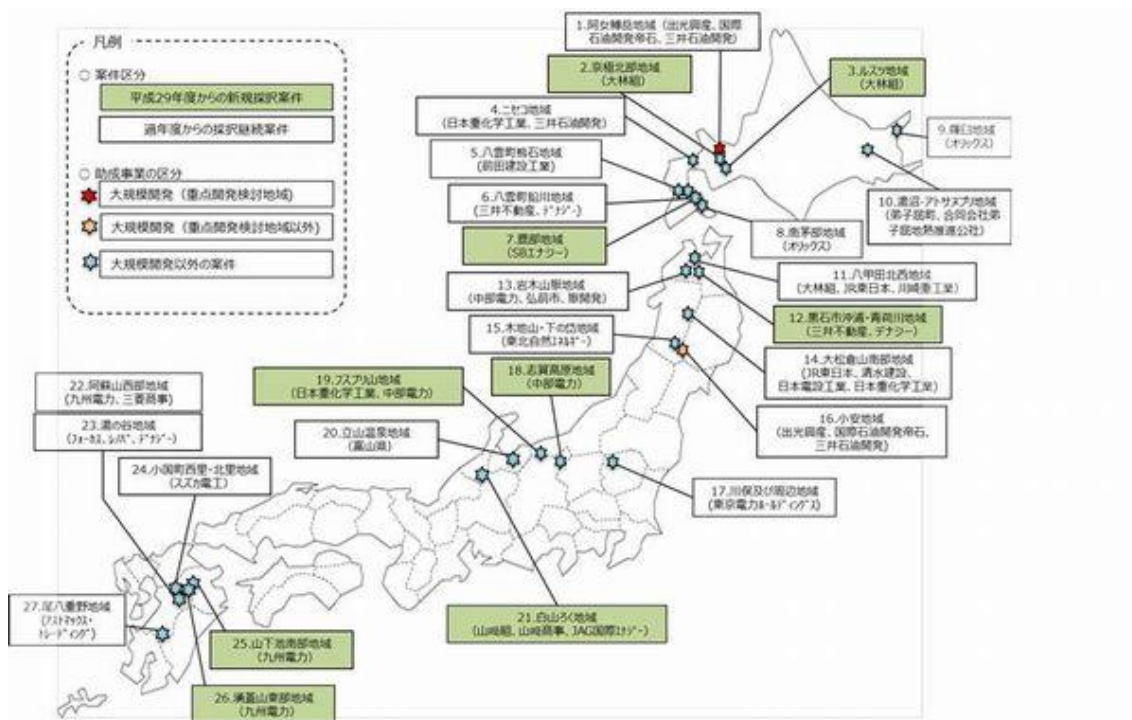 凡例
○ 案件区分
平成29年度からの新規採択案件
過年度からの採択継続案件
○ 助成事業の区分
大規模開発（重点開発検討地域）
大規模開発（重点開発検討地域以外）
大規模開発以外の案件
1.阿女鱒岳地域（出光興産、国際
石油開発帝石、三井石油開発）
2.京極北部地域
（大林組）
3.ルスツ地域
（大林組）
4.ニセコ地域
（日本重化学工業、三井石油開発）
5.八雲町熊石地域
（前田建設工業）
6.八雲町鉛川地域
（三井不動産、デナジー）
7.鹿部地域
（SBエナジー）
8.南茅部地域
（オリックス）
9.羅臼地域
（オリックス）
10.湯沼-アトサヌプリ地域
（弟子屈町、合同会社弟
子屈地熱推進公社）
11.八甲田北西地域
（大林組、JR東日本、川崎重工業）
12.黒石市沖浦・青荷川地域
（三井不動産、デナジー）
13.岩木山嶽地域
（中部電力、弘前市、嶽開発）
14.大松倉山南部地域
（JR東日本、清水建設、
日本電設工業、日本重化学工業）
15.木地山・下の岱地域
（東北自然エネルギー）
16.小安地域
（出光興産、国際石油開発帝石、
三井石油開発）
17.川俣及び周辺地域
（東京電力ホールディングス）
18.志賀高原地域
（中部電力）
19.フスブリ山地域
（日本重化学工業、中部電力）
20.立山温泉地域
（富山県）
21.白山ろく地域
（山崎組、山崎商事、JAG国際エナジー）
22.阿蘇山西部地域
（九州電力、三菱商事）
23.湯の谷地域
（フォーカス、レノバ、デナジー）
24.小国町西里・北里地域
（スズカ電工）
25.山下池南部地域
（九州電力）
26.涌蓋山東部地域
（九州電力）
27.尾八重野地域
（アストマックス・
トレーディング）